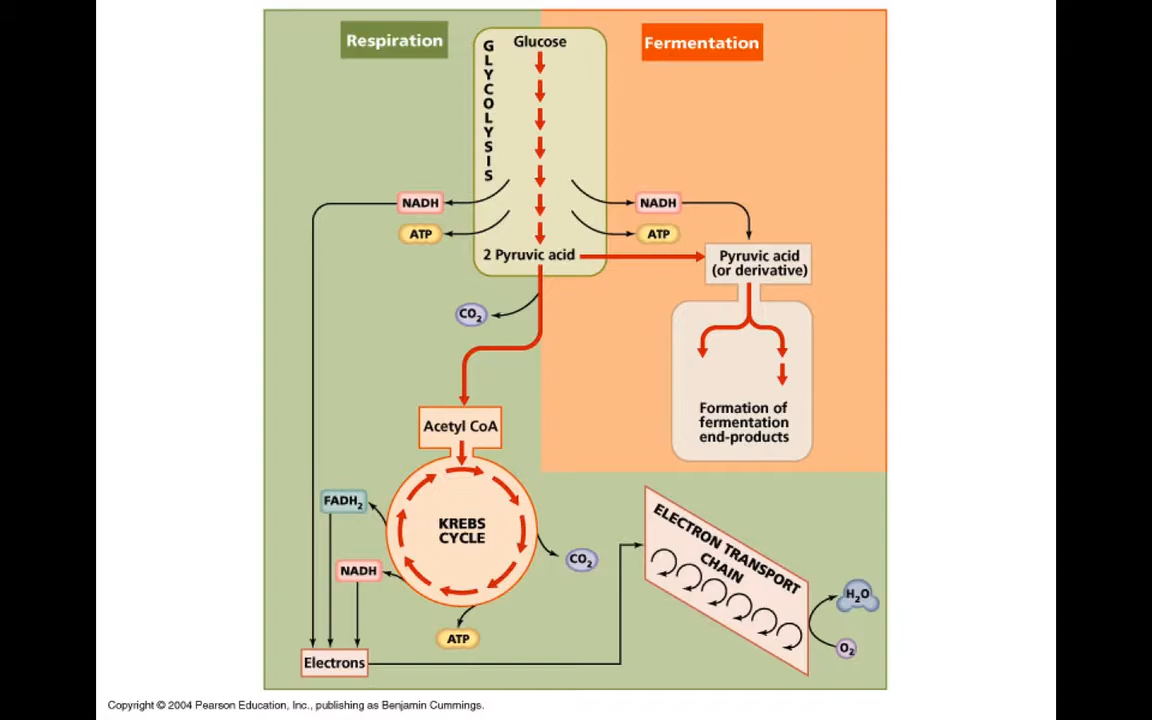 Respiration
Fermentation
GLYCOLYSIS
Glucose
NADH
NADH
ATP
ATP
2 Pyruvic acid
Pyruvic acid
(or derivative)
CO₂
Formation of
fermentation
end-products
Acetyl CoA
FADH₂
KREBS
CYCLE
CO₂
NADH
ATP
Electrons
ELECTRON TRANSPORT
CHAIN
H₂O
O₂
Copyright © 2004 Pearson Education, Inc., publishing as Benjamin Cummings.